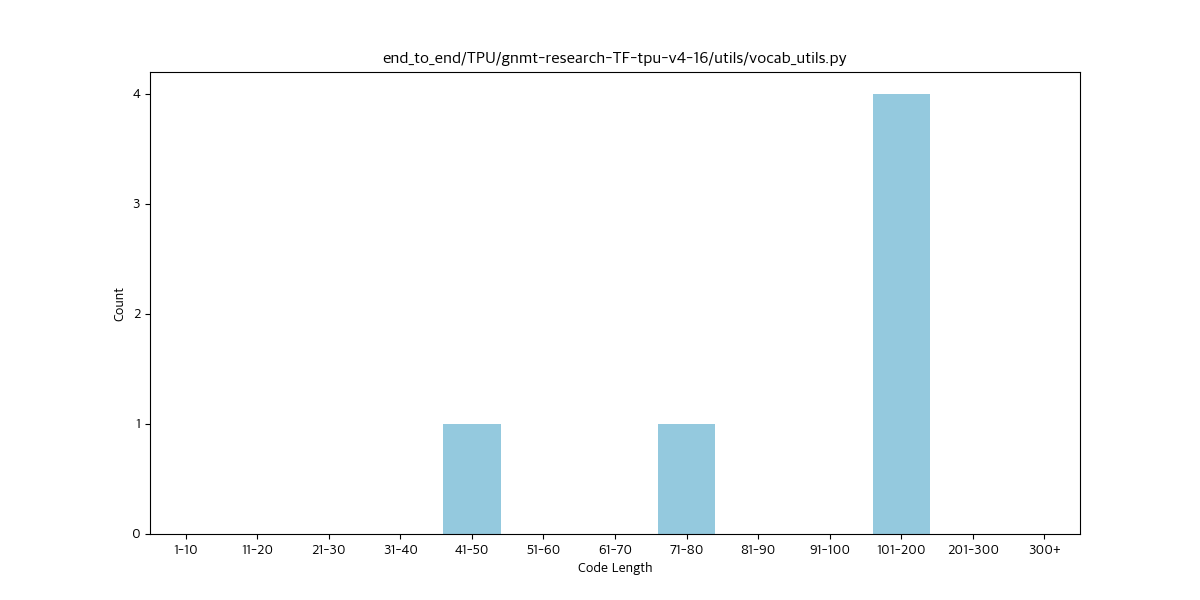 end_to_end/TPU/gnmt-research-TF-tpu-v4-16/utils/vocab_utils.py
4
3
2
1
0
Count
1-10 11-20 21-30 31-40 41-50 51-60 61-70 71-80 81-90 91-100 101-200 201-300 300+
Code Length